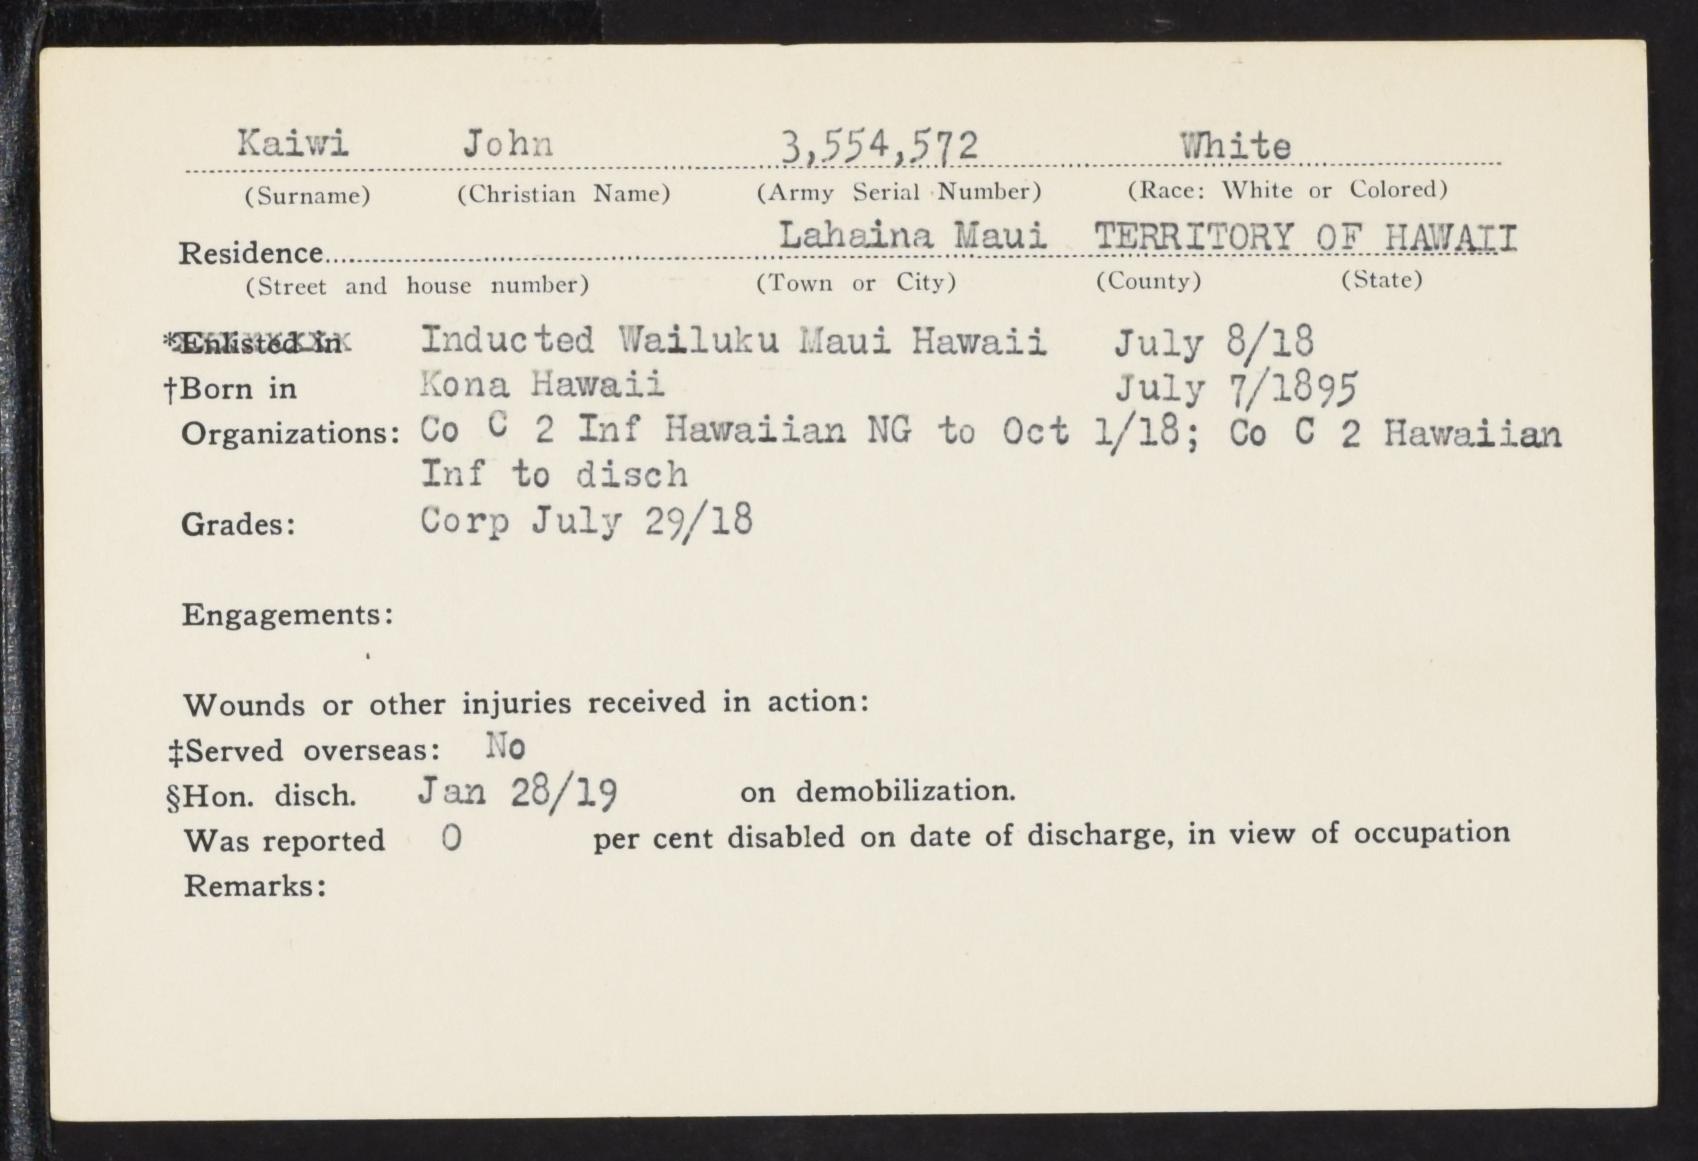 Kaiwi John 3,554,572 White
(Surname) (Christian Name) (Army Serial Number) (Race: White or Colored)
Residence Lahaina Maui TERRITORY OF HAWAII
(Street and house number) (Town or City) (County) (State)
*Enlisted in Inducted Wailuku Maui Hawaii July 8/18
†Born in Kona Hawaii July 7/1895
Organizations: Co C 2 Inf Hawaiian NG to Oct 1/18; Co C 2 Hawaiian
Inf to disch
Grades: Corp July 29/18
Engagements:
Wounds or other injuries received in action:
‡Served overseas: No
§Hon. disch. Jan 28/19 on demobilization.
Was reported 0 per cent disabled on date of discharge, in view of occupation
Remarks: